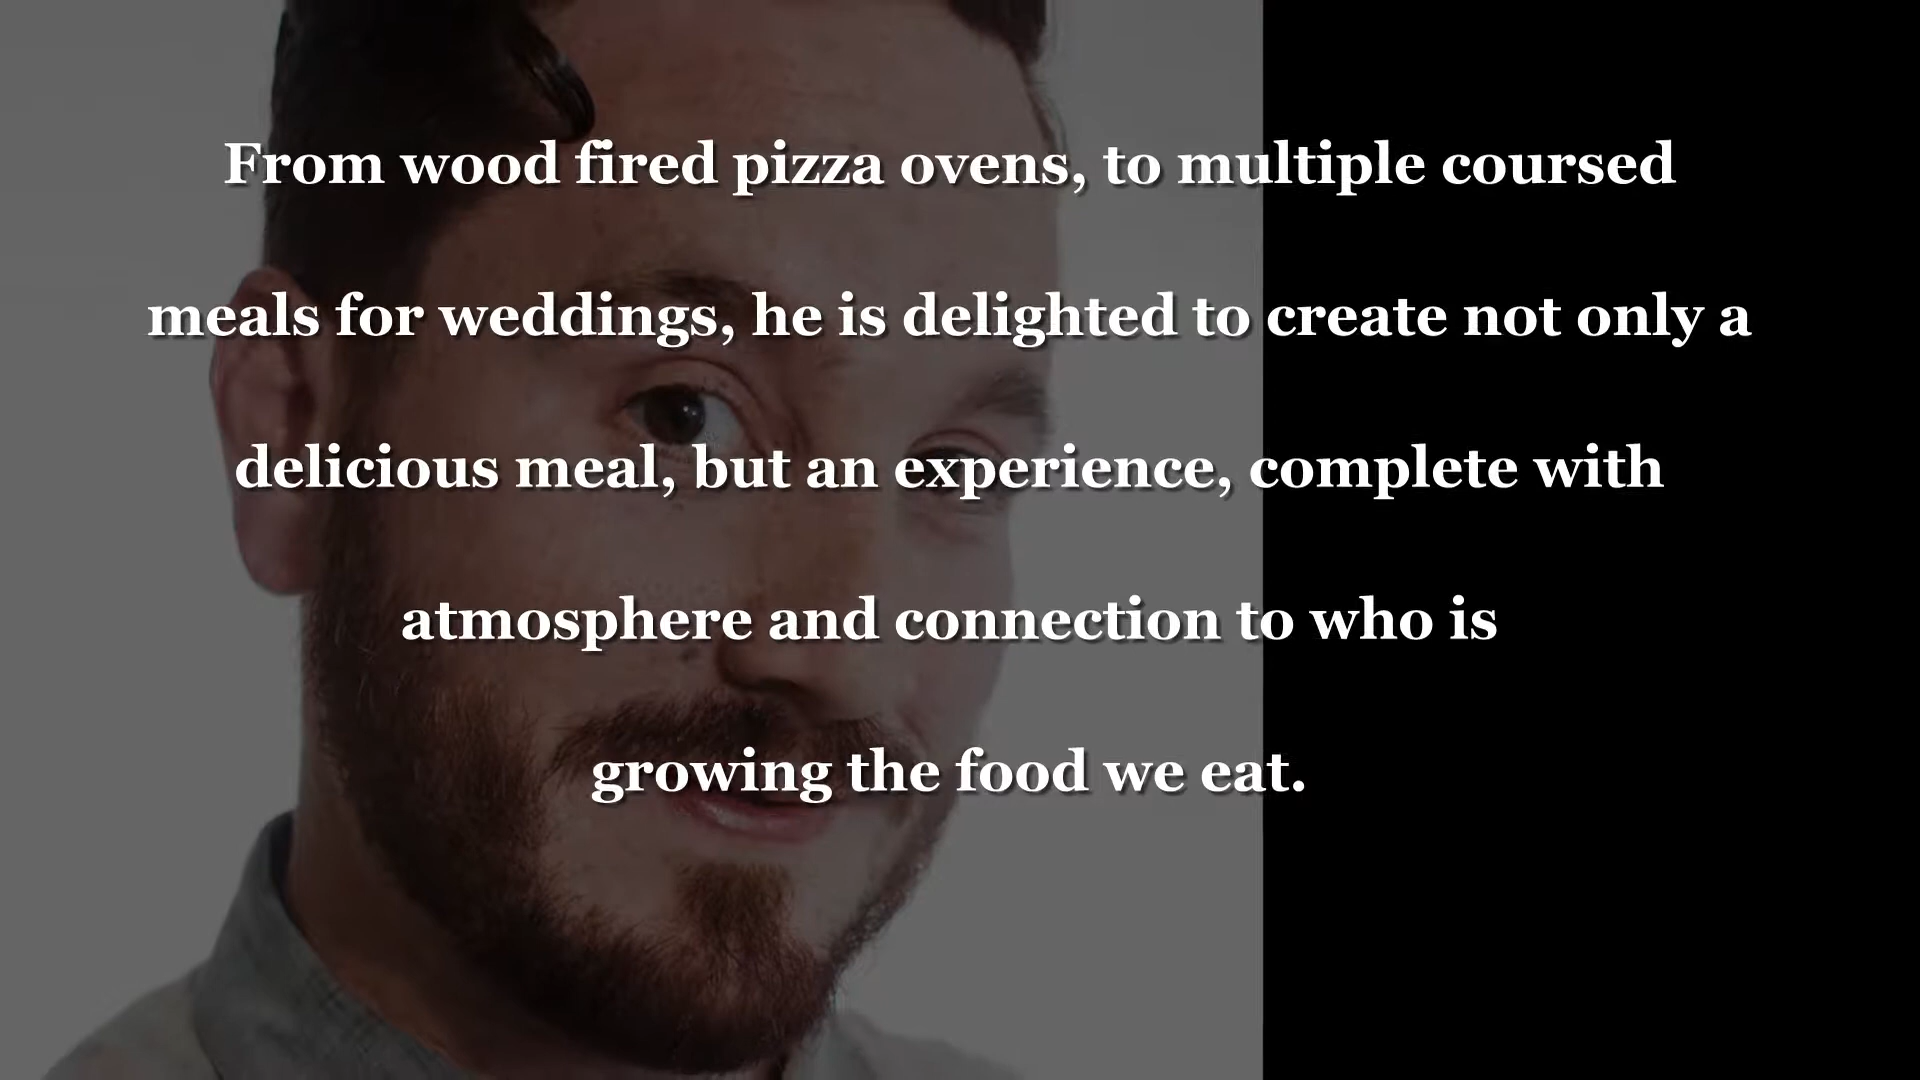 From wood fired pizza ovens, to multiple coursed
meals for weddings, he is delighted to create not only a
delicious meal, but an experience, complete with
atmosphere and connection to who is
growing the food we eat.